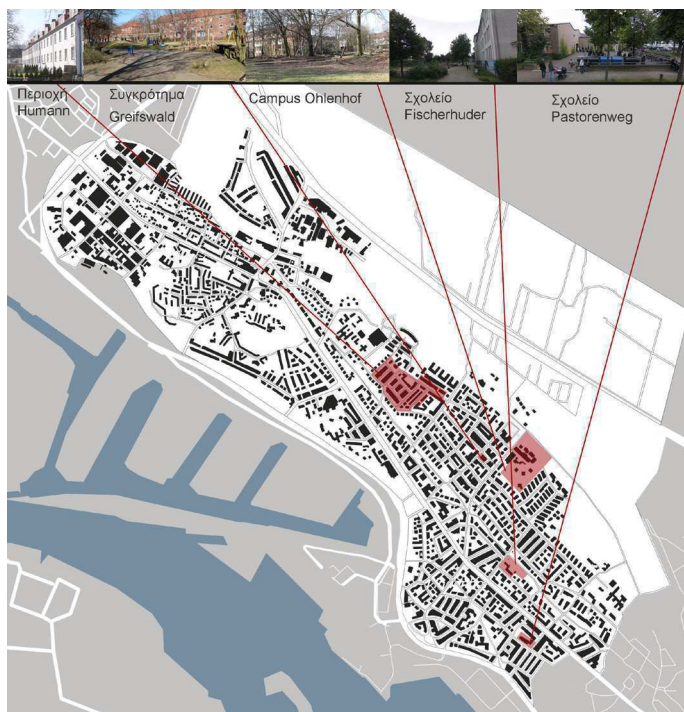 Περιοχή
Humann
Συγκρότημα
Greifswald
Campus Ohlenhof
Σχολείο
Fischerhuder
Σχολείο
Pastorenweg